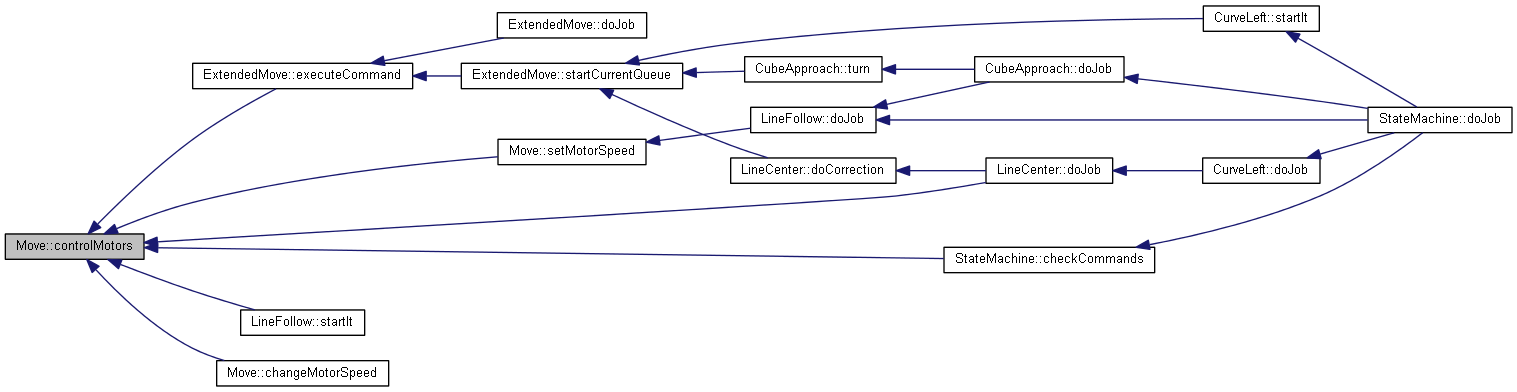 ExtendedMove::doJob
CurveLeft::startIt
ExtendedMove::executeCommand
ExtendedMove::startCurrentQueue
CubeApproach::turn
CubeApproach::doJob
LineFollow::doJob
StateMachine::doJob
Move::setMotorSpeed
LineCenter::doCorrection
LineCenter::doJob
CurveLeft::doJob
Move::controlMotors
StateMachine::checkCommands
LineFollow::startIt
Move::changeMotorSpeed